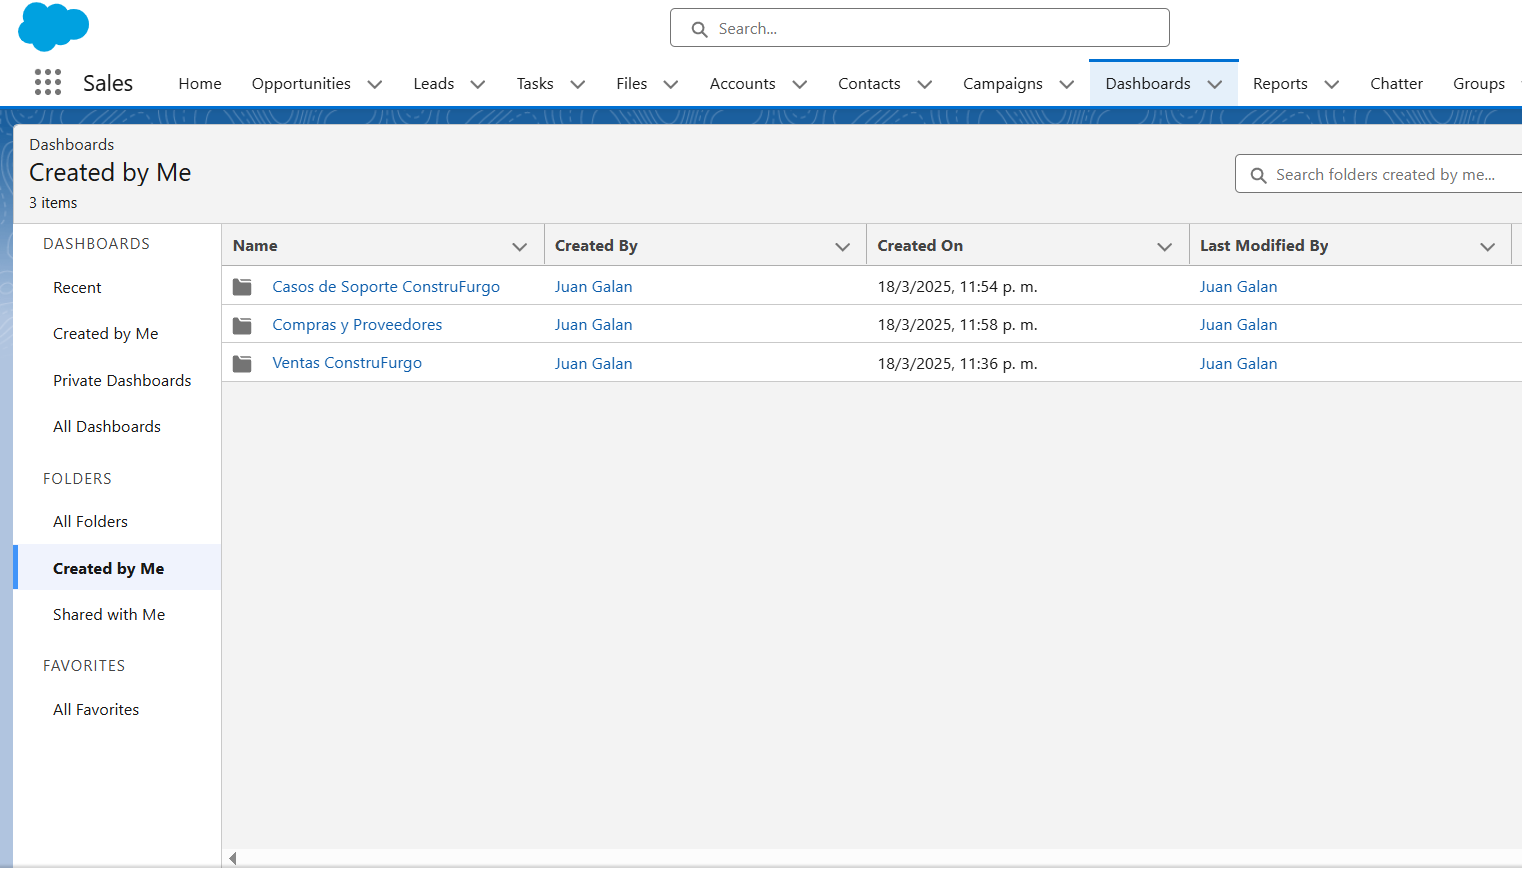 Search...
Sales Home Opportunities Leads Tasks Files Accounts Contacts Campaigns Dashboards Reports Chatter Groups
Dashboards
Created by Me
3 items
Search folders created by me...
DASHBOARDS
Recent
Created by Me
Private Dashboards
All Dashboards
FOLDERS
All Folders
Created by Me
Shared with Me
FAVORITES
All Favorites
Name Created By Created On Last Modified By
Casos de Soporte ConstruFurgo Juan Galan 18/3/2025, 11:54 p. m. Juan Galan
Compras y Proveedores Juan Galan 18/3/2025, 11:58 p. m. Juan Galan
Ventas ConstruFurgo Juan Galan 18/3/2025, 11:36 p. m. Juan Galan